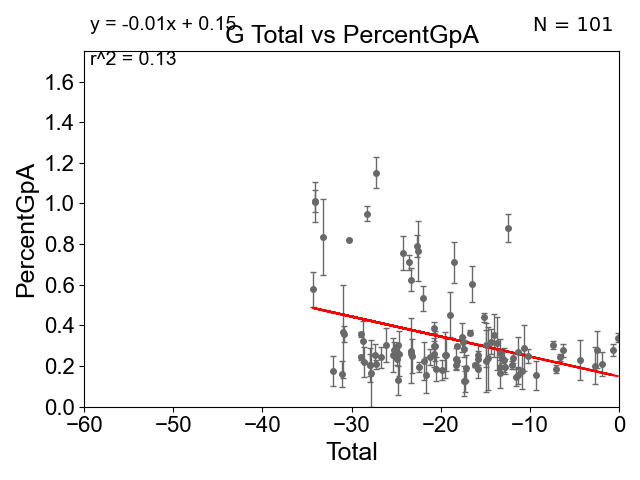 y = -0.01x + 0.15
N = 101
G Total vs PercentGpA
r^2 = 0.13
PercentGpA
1.6
1.4
1.2
1.0
0.8
0.6
0.4
0.2
0.0
−60
−50
−40
−30
−20
−10
0
Total